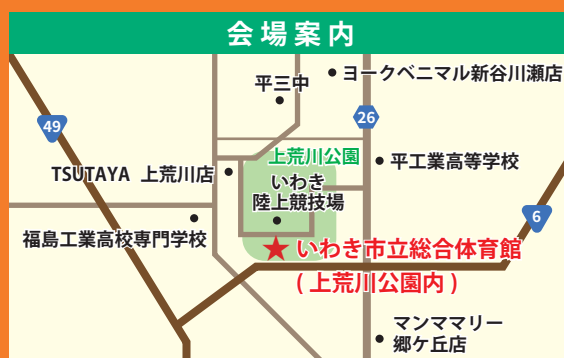 会場案内
平三中
ヨークベニマル新谷川瀬店
49
26
上荒川公園
平工業高等学校
TSUTAYA 上荒川店
いわき
陸上競技場
6
福島工業高校専門学校
いわき市立総合体育館
(上荒川公園内)
マンママリー
郷ケ丘店